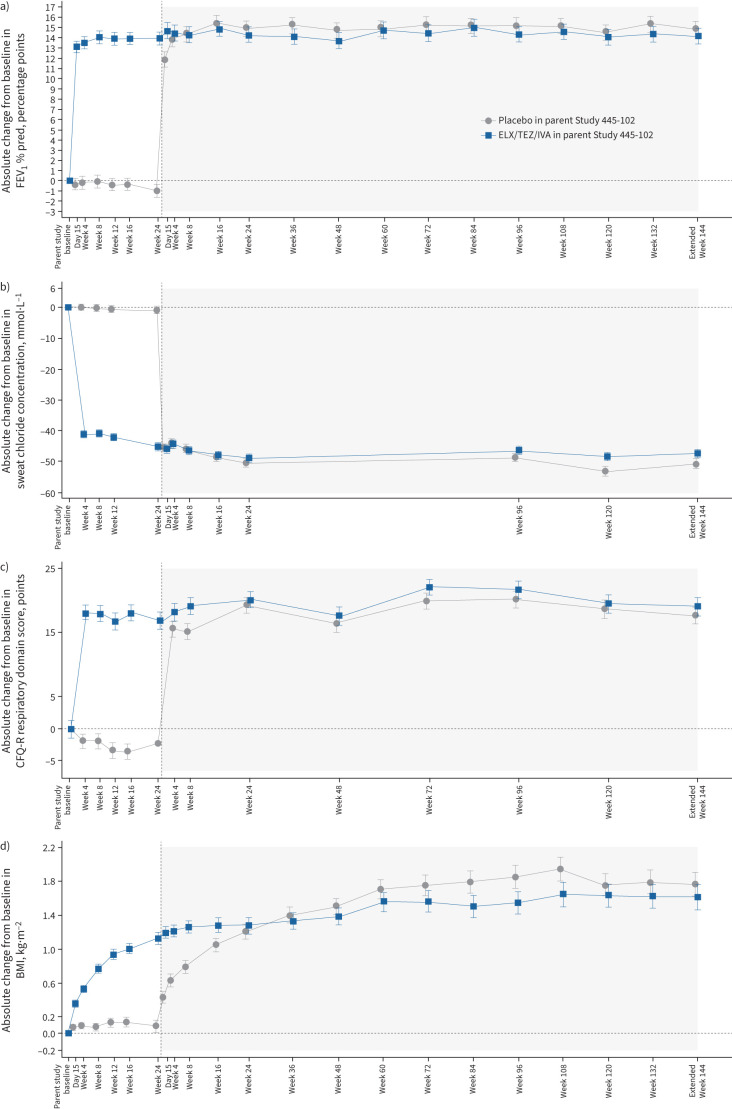 a)
Absolute change from baseline in
FEV1 % pred, percentage points
17
16
15
14
13
12
11
10
9
8
7
6
5
4
3
2
1
0
−1
−2
−3
Placebo in parent Study 445-102
ELX/TEZ/IVA in parent Study 445-102
Parent study
baseline
Day 15
Week 4
Week 8
Week 12
Week 16
Week 24
Day 15
Week 4
Week 8
Week 16
Week 24
Week 36
Week 48
Week 60
Week 72
Week 84
Week 96
Week 108
Week 120
Week 132
Extended
Week 144
b)
Absolute change from baseline in
sweat chloride concentration, mmol·L−1
6
0
−10
−20
−30
−40
−50
−60
Parent study
baseline
Week 4
Week 8
Week 12
Week 24
Day 15
Week 4
Week 8
Week 16
Week 24
Week 96
Week 120
Extended
Week 144
c)
Absolute change from baseline in
CFQ-R respiratory domain score, points
25
15
5
0
−5
Parent study
baseline
Week 4
Week 8
Week 12
Week 16
Week 24
Week 4
Week 8
Week 24
Week 48
Week 72
Week 96
Week 120
Extended
Week 144
d)
Absolute change from baseline in
BMI, kg·m−2
2.2
1.8
1.4
1.0
0.6
0.2
0.0
−0.2
Parent study
baseline
Day 15
Week 4
Week 8
Week 12
Week 16
Week 24
Day 15
Week 4
Week 8
Week 16
Week 24
Week 36
Week 48
Week 60
Week 72
Week 84
Week 96
Week 108
Week 120
Week 132
Extended
Week 144